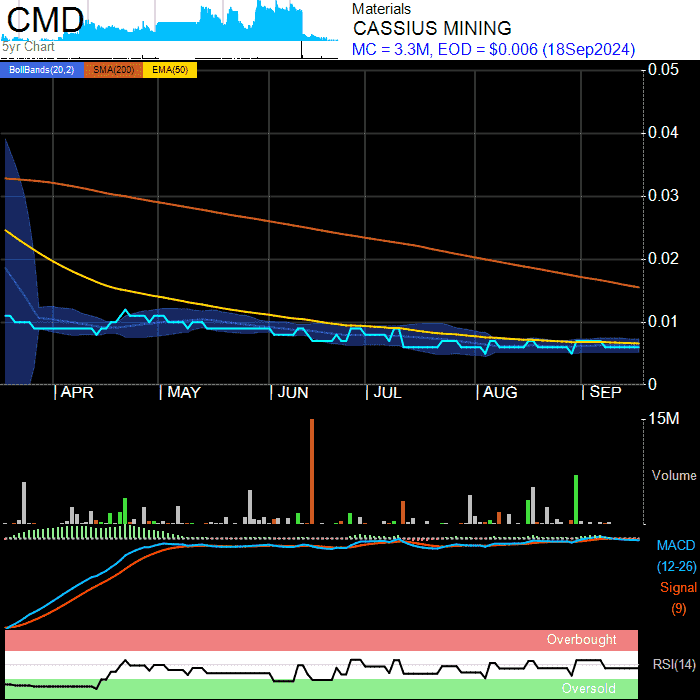 CMD
5yr Chart
Materials
CASSIUS MINING
MC = 3.3M, EOD = $0.006 (18Sep2024)
BollBands(20,2) SMA(200) EMA(50)
0.05
0.04
0.03
0.02
0.01
0
APR MAY JUN JUL AUG SEP
15M
Volume
MACD
(12-26)
Signal
(9)
Overbought
RSI(14)
Oversold